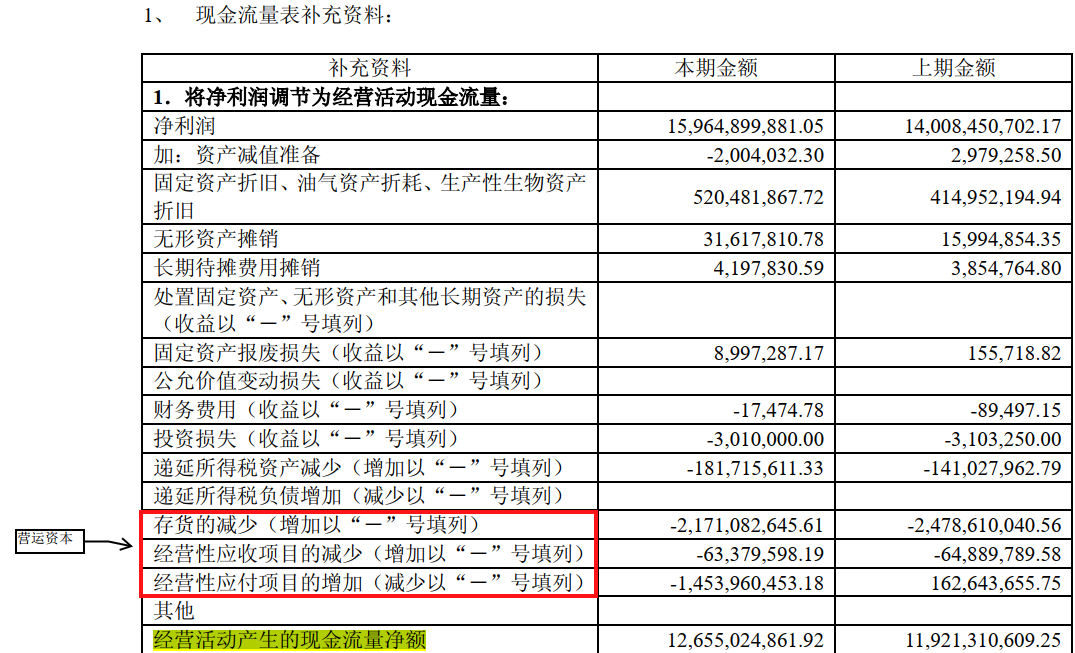 1、 现金流量表补充资料：
补充资料 本期金额 上期金额
1．将净利润调节为经营活动现金流量：
净利润 15,964,899,881.05 14,008,450,702.17
加：资产减值准备 -2,004,032.30 2,979,258.50
固定资产折旧、油气资产折耗、生产性生物资产
折旧 520,481,867.72 414,952,194.94
无形资产摊销 31,617,810.78 15,994,854.35
长期待摊费用摊销 4,197,830.59 3,854,764.80
处置固定资产、无形资产和其他长期资产的损失
（收益以“－”号填列）
固定资产报废损失（收益以“－”号填列） 8,997,287.17 155,718.82
公允价值变动损失（收益以“－”号填列）
财务费用（收益以“－”号填列） -17,474.78 -89,497.15
投资损失（收益以“－”号填列） -3,010,000.00 -3,103,250.00
递延所得税资产减少（增加以“－”号填列） -181,715,611.33 -141,027,962.79
递延所得税负债增加（减少以“－”号填列）
存货的减少（增加以“－”号填列） -2,171,082,645.61 -2,478,610,040.56
营运资本 经营性应收项目的减少（增加以“－”号填列） -63,379,598.19 -64,889,789.58
经营性应付项目的增加（减少以“－”号填列） -1,453,960,453.18 162,643,655.75
其他
经营活动产生的现金流量净额 12,655,024,861.92 11,921,310,609.25